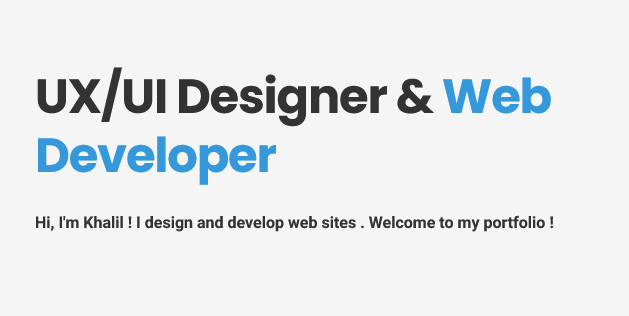 UX/UI Designer & Web
Developer
Hi, I'm Khalil ! I design and develop web sites . Welcome to my portfolio !